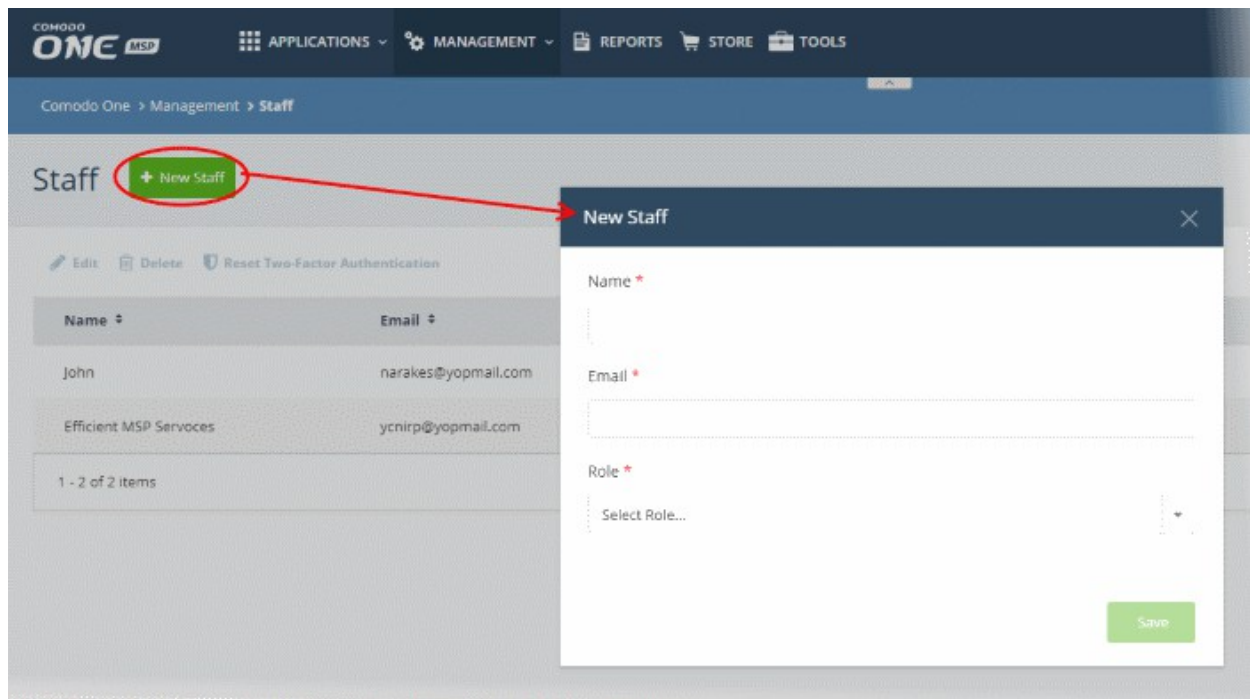 COMODO
ONE MSP
APPLICATIONS
MANAGEMENT
REPORTS
STORE
TOOLS
Comodo One > Management > Staff
Staff
+ New Staff
New Staff
Edit
Delete
Reset Two-Factor Authentication
Name
Email
John
narakes@yopmail.com
Efficient MSP Servoces
ycnirp@yopmail.com
1 - 2 of 2 items
Name *
Email *
Role *
Select Role...
Save